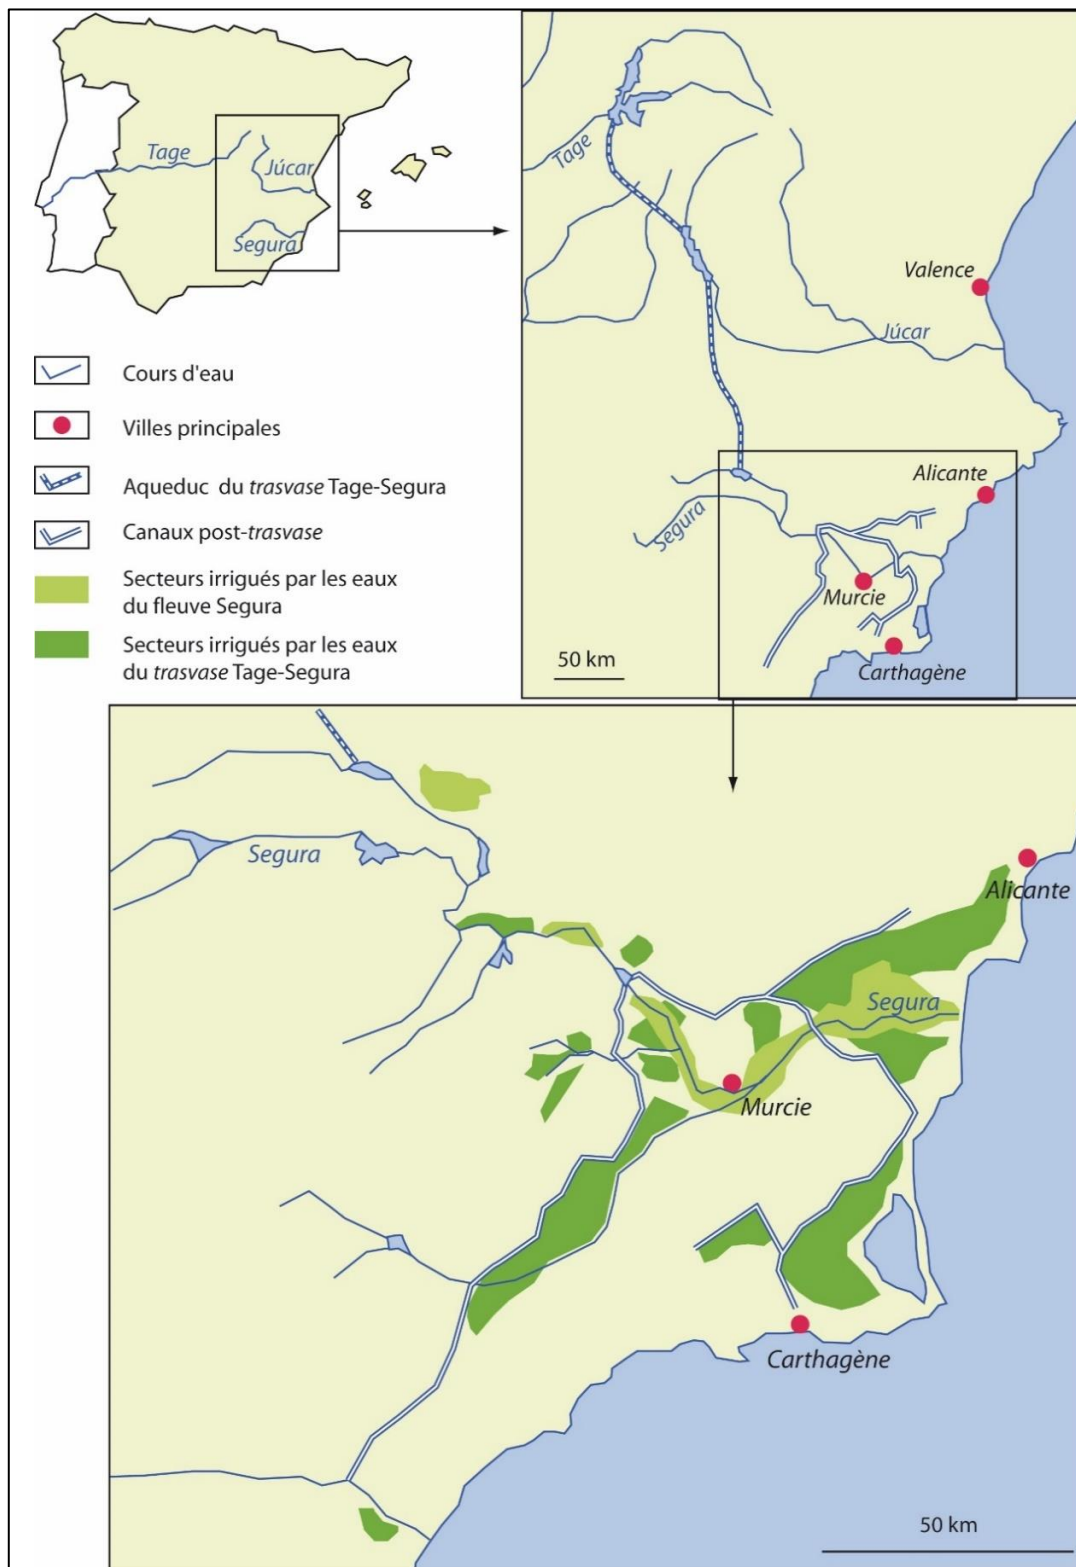 Tage
Júcar
Segura
Cours d'eau
Villes principales
Aqueduc du trasvase Tage-Segura
Canaux post-trasvase
Secteurs irrigués par les eaux
du fleuve Segura
Secteurs irrigués par les eaux
du trasvase Tage-Segura
Tage
Valence
Júcar
Alicante
Segura
Murcie
50 km
Carthagène
Segura
Alicante
Segura
Murcie
Carthagène
50 km